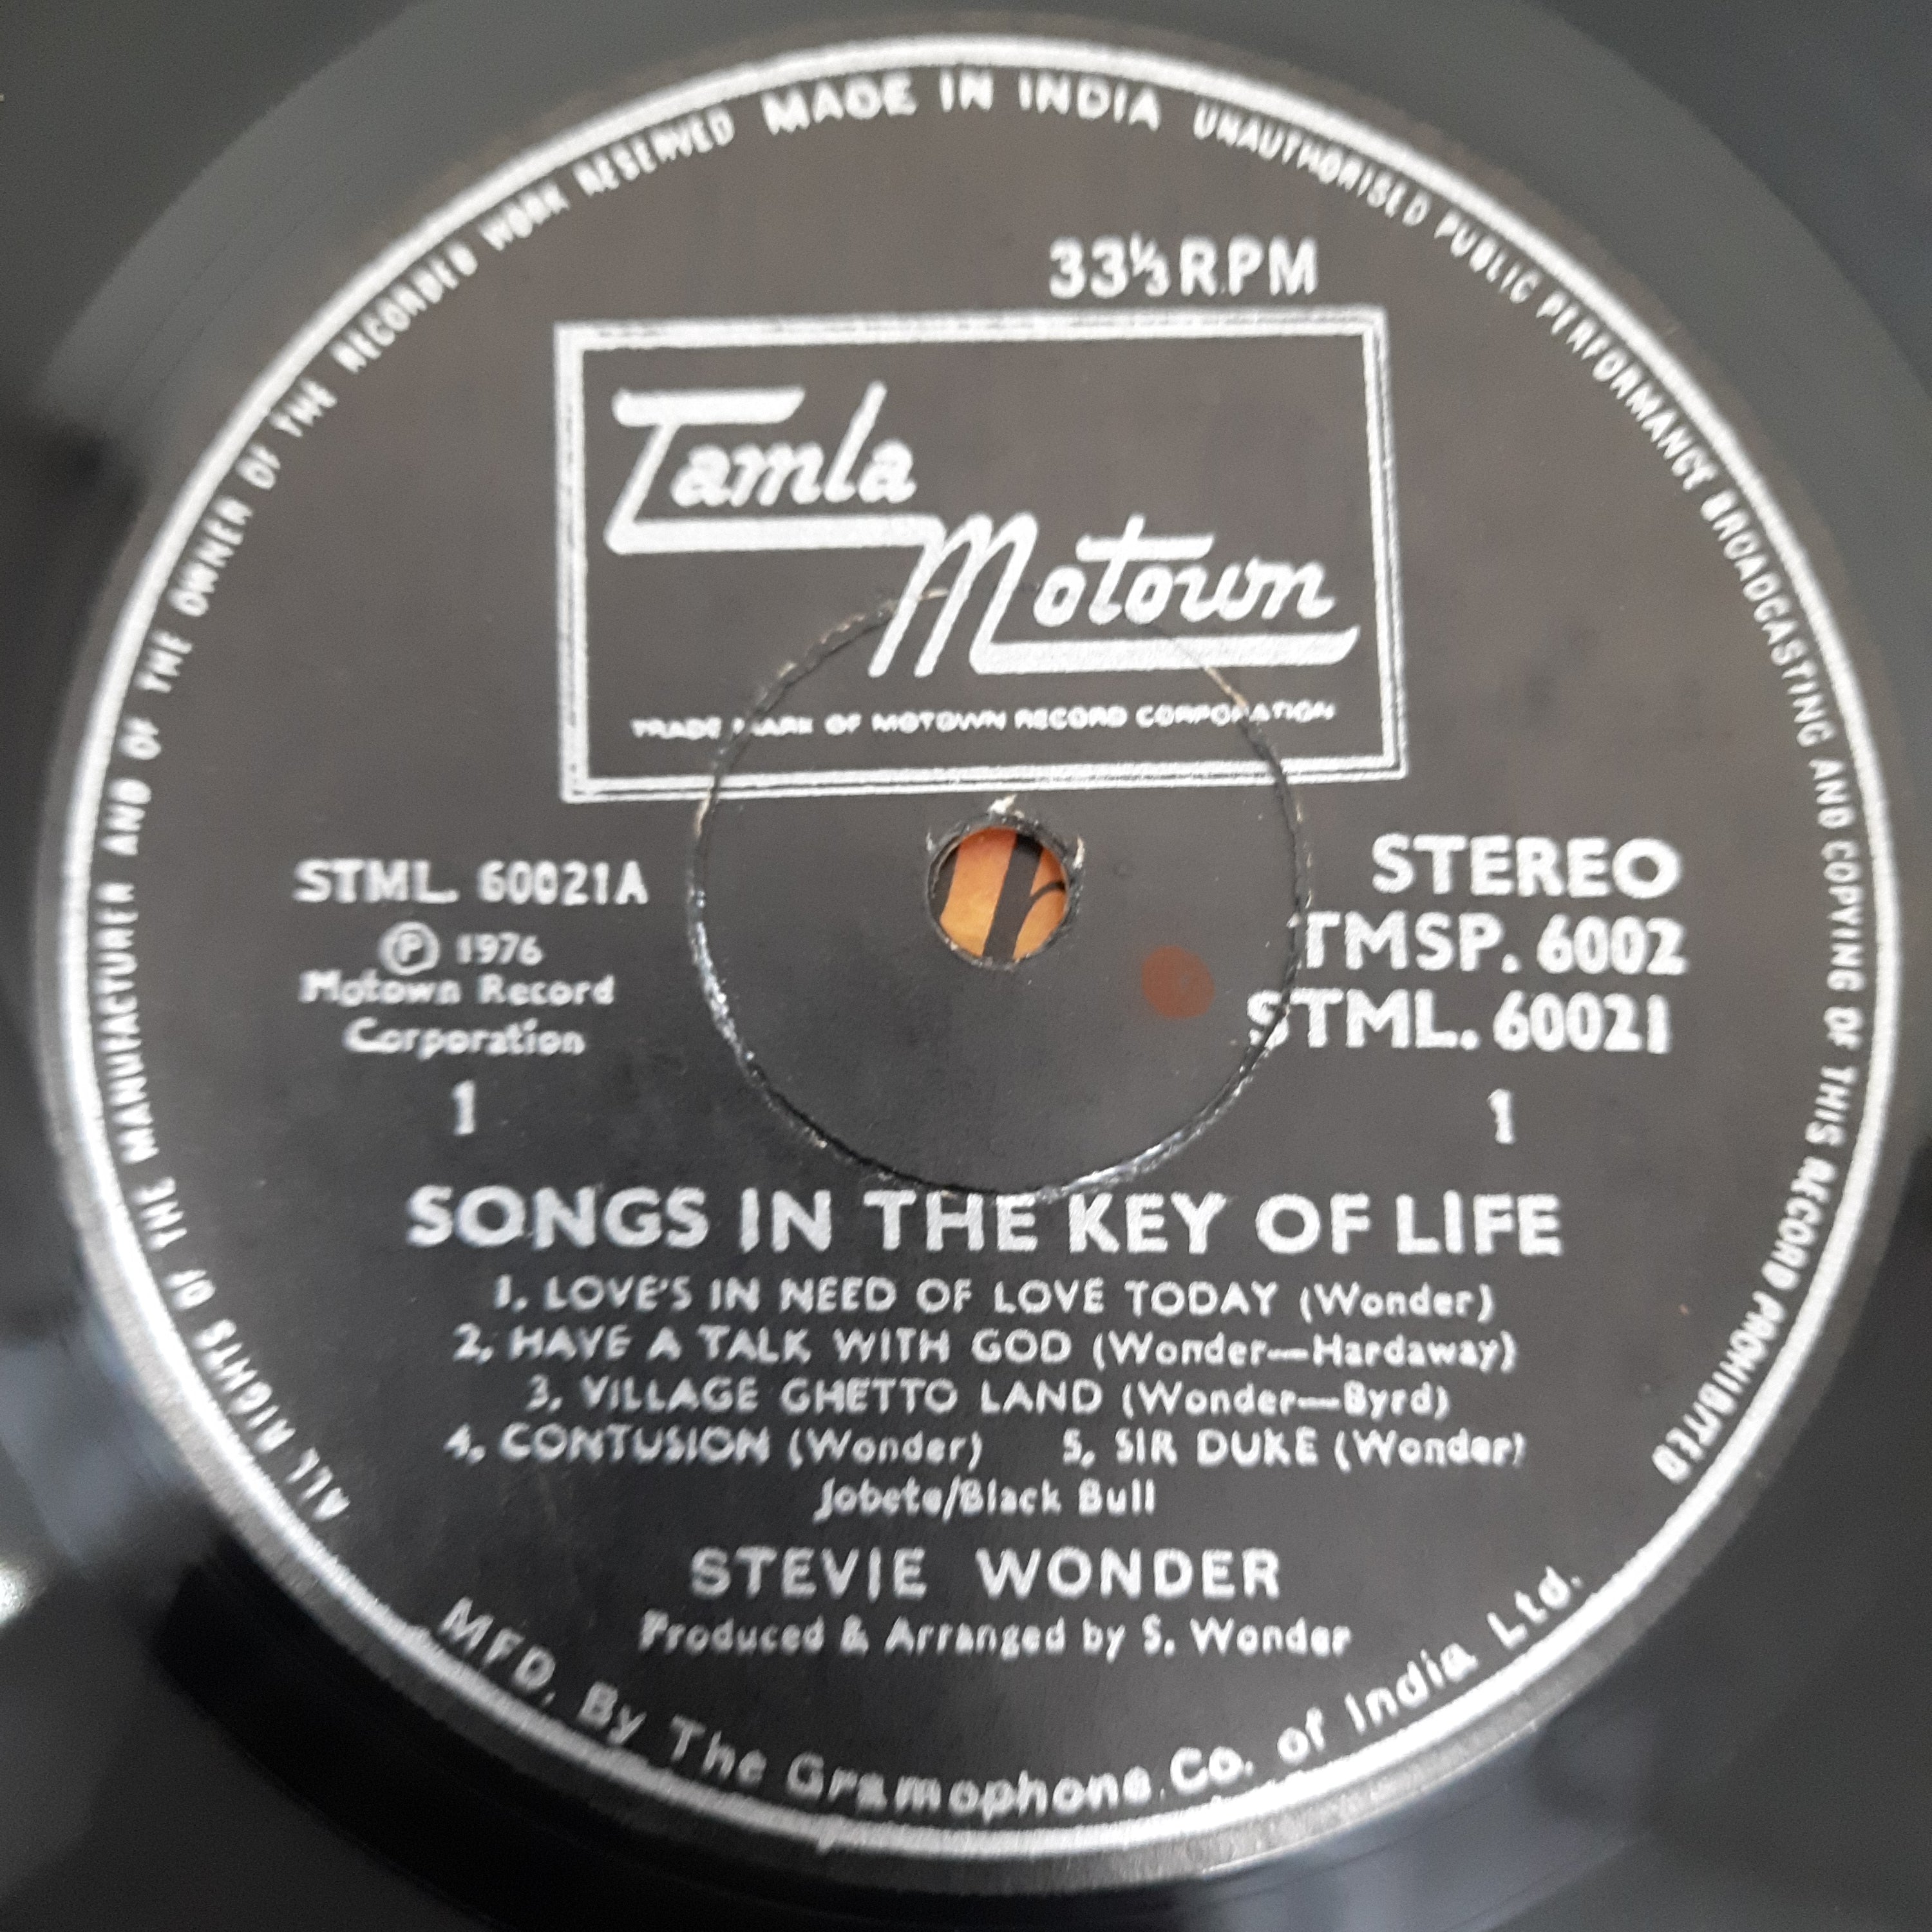 MADE IN INDIA
ALL RIGHTS OF THE MANUFACTURER AND OF THE OWNER OF THE RECORDED WORK RESERVED
UNAUTHORISED PUBLIC PERFORMANCE BROADCASTING AND COPYING OF THIS RECORD PROHIBITED
33⅓ R.P.M
Tamla
Motown
TRADE MARK OF MOTOWN RECORD CORPORATION
STML 60021A
Ⓟ 1976
Motown Record
Corporation
1
STEREO
TMSP. 6002
STML. 60021
1
SONGS IN THE KEY OF LIFE
1. LOVE'S IN NEED OF LOVE TODAY (Wonder)
2, HAVE A TALK WITH GOD (Wonder—Hardaway)
3, VILLAGE GHETTO LAND (Wonder—Byrd)
4, CONTUSION (Wonder) 5, SIR DUKE (Wonder)
Jobete/Black Bull
STEVIE WONDER
Produced & Arranged by S. Wonder
MFD. By The Gramophone Co. of India Ltd.